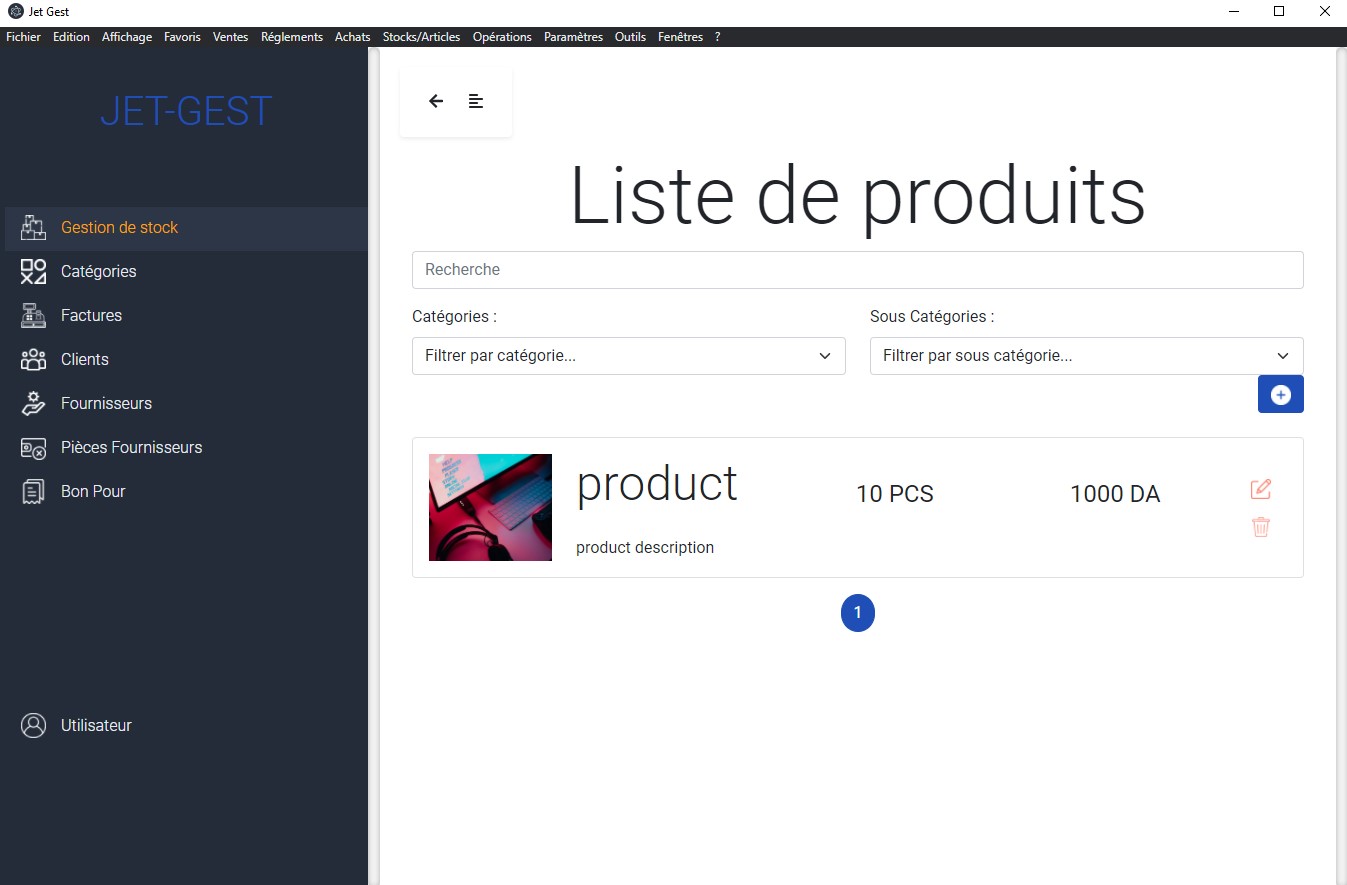 Jet Gest
Fichier Edition Affichage Favoris Ventes Réglements Achats Stocks/Articles Opérations Paramètres Outils Fenêtres ?
JET-GEST
Gestion de stock
Catégories
Factures
Clients
Fournisseurs
Pièces Fournisseurs
Bon Pour
Utilisateur
Liste de produits
Recherche
Catégories :
Filtrer par catégorie...
Sous Catégories :
Filtrer par sous catégorie...
product
product description
10 PCS
1000 DA
1